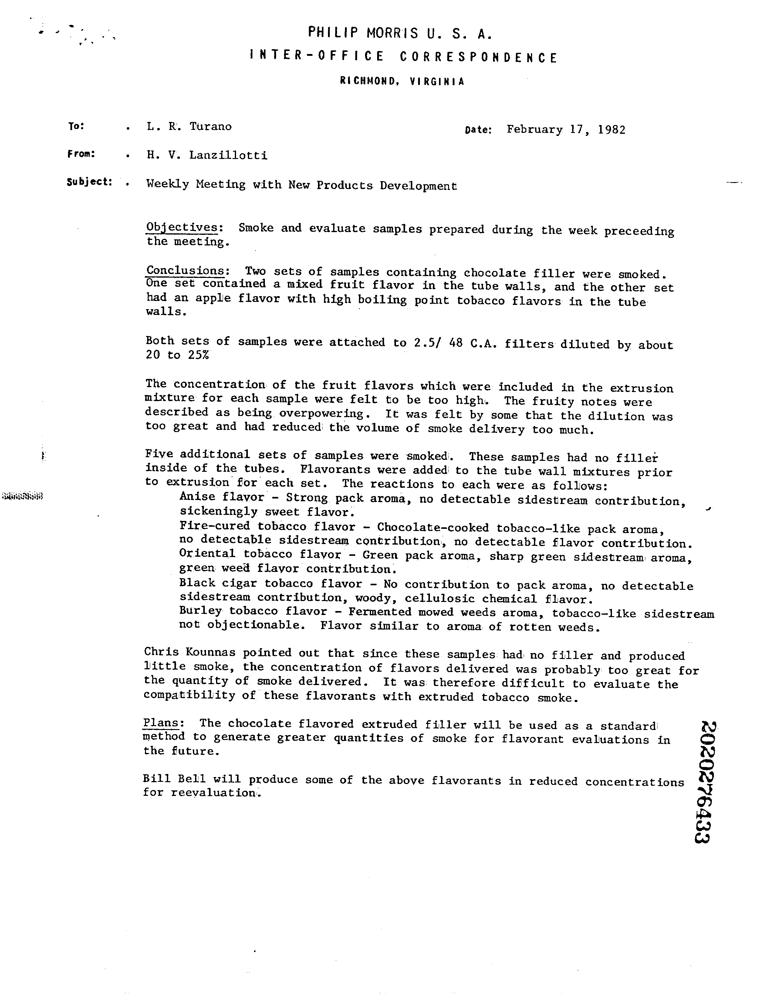 PHILIP MORRIS U. S. A.
INTER-OFFICE CORRESPONDENCE
RICHMOND, VIRGINIA
To: . L. R. Turano Date: February 17, 1982
From: . H. V. Lanzillotti
Subject: . Weekly Meeting with New Products Development
Objectives: Smoke and evaluate samples prepared during the week preceeding
the meeting.
Conclusions: Two sets of samples containing chocolate filler were smoked.
One set contained a mixed fruit flavor in the tube walls, and the other set
had an apple flavor with high boiling point tobacco flavors in the tube
walls.
Both sets of samples were attached to 2.5/ 48 C.A. filters diluted by about
20 to 25%
The concentration of the fruit flavors which were included in the extrusion
mixture for each sample were felt to be too high. The fruity notes were
described as being overpowering. It was felt by some that the dilution was
too great and had reduced the volume of smoke delivery too much.
Five additional sets of samples were smoked. These samples had no filler
inside of the tubes. Flavorants were added to the tube wall mixtures prior
to extrusion for each set. The reactions to each were as follows:
Anise flavor - Strong pack aroma, no detectable sidestream contribution,
sickeningly sweet flavor.
Fire-cured tobacco flavor - Chocolate-cooked tobacco-like pack aroma,
no detectable sidestream contribution, no detectable flavor contribution.
Oriental tobacco flavor - Green pack aroma, sharp green sidestream aroma,
green weed flavor contribution.
Black cigar tobacco flavor - No contribution to pack aroma, no detectable
sidestream contribution, woody, cellulosic chemical flavor.
Burley tobacco flavor - Fermented mowed weeds aroma, tobacco-like sidestream
not objectionable. Flavor similar to aroma of rotten weeds.
Chris Kounnas pointed out that since these samples had no filler and produced
little smoke, the concentration of flavors delivered was probably too great for
the quantity of smoke delivered. It was therefore difficult to evaluate the
compatibility of these flavorants with extruded tobacco smoke.
Plans: The chocolate flavored extruded filler will be used as a standard
method to generate greater quantities of smoke for flavorant evaluations in
the future.
Bill Bell will produce some of the above flavorants in reduced concentrations
for reevaluation.
2020276433